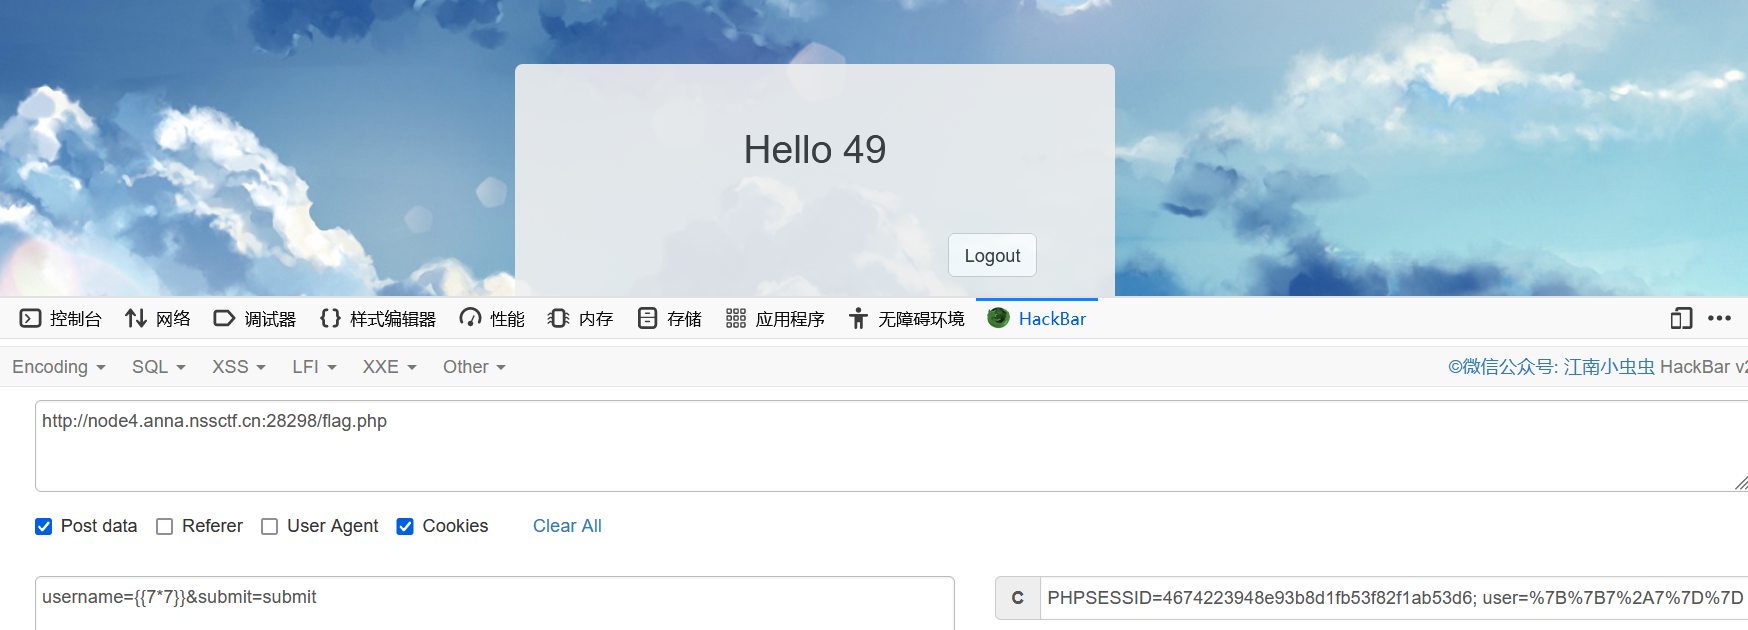 Hello 49
Logout
控制台 网络 调试器 样式编辑器 性能 内存 存储 应用程序 无障碍环境 HackBar
Encoding SQL XSS LFI XXE Other ©微信公众号: 江南小虫虫 HackBar v2
http://node4.anna.nssctf.cn:28298/flag.php
Post data Referer User Agent Cookies Clear All
username={{7*7}}&submit=submit C PHPSESSID=4674223948e93b8d1fb53f82f1ab53d6; user=%7B%7B7%2A7%7D%7D